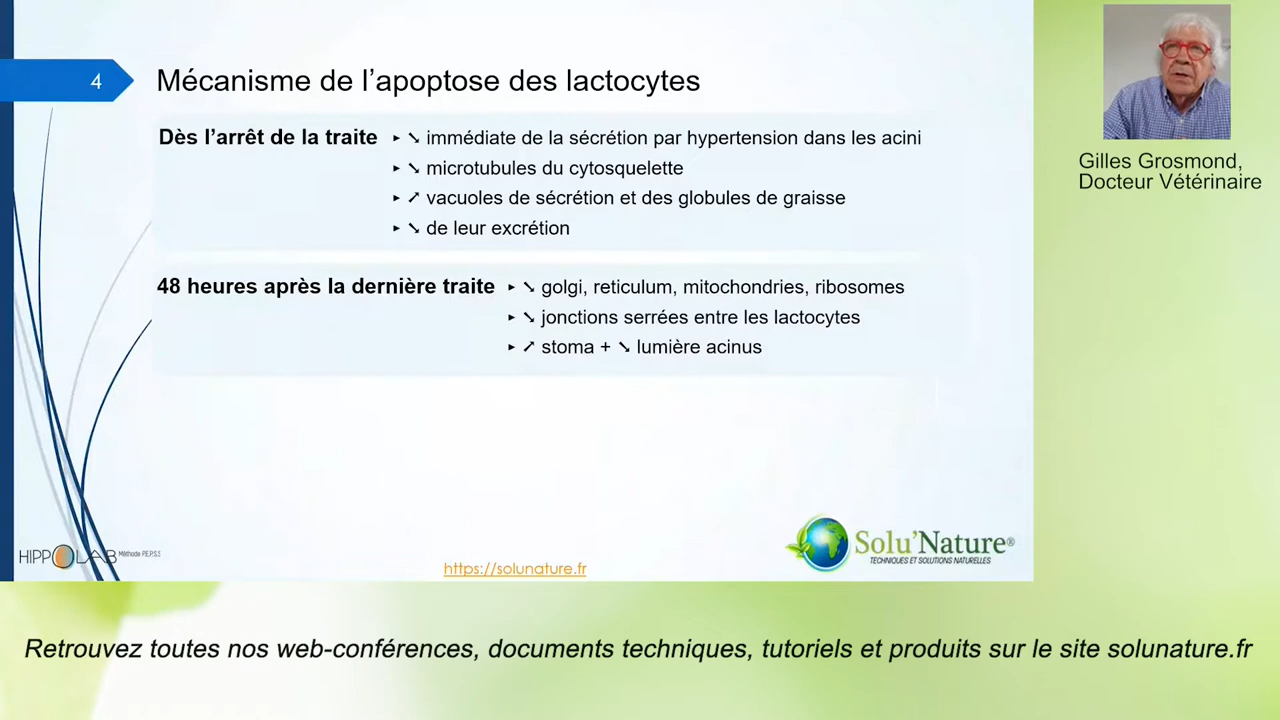 4
Mécanisme de l’apoptose des lactocytes
Dès l’arrêt de la traite
▸ ➘ immédiate de la sécrétion par hypertension dans les acini
▸ ➘ microtubules du cytosquelette
▸ ➚ vacuoles de sécrétion et des globules de graisse
▸ ➘ de leur excrétion
48 heures après la dernière traite
▸ ➘ golgi, reticulum, mitochondries, ribosomes
▸ ➘ jonctions serrées entre les lactocytes
▸ ➚ stoma + ➘ lumière acinus
Gilles Grosmond,
Docteur Vétérinaire
HIPPOLAB Méthode P.E.P.S.S
https://solunature.fr
Solu’Nature®
TECHNIQUES ET SOLUTIONS NATURELLES
Retrouvez toutes nos web-conférences, documents techniques, tutoriels et produits sur le site solunature.fr